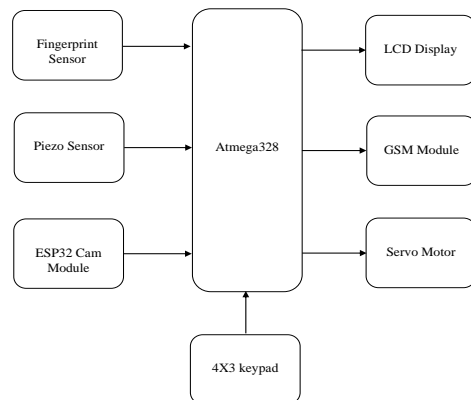 Fingerprint
Sensor
Piezo Sensor
ESP32 Cam
Module
Atmega328
LCD Display
GSM Module
Servo Motor
4X3 keypad